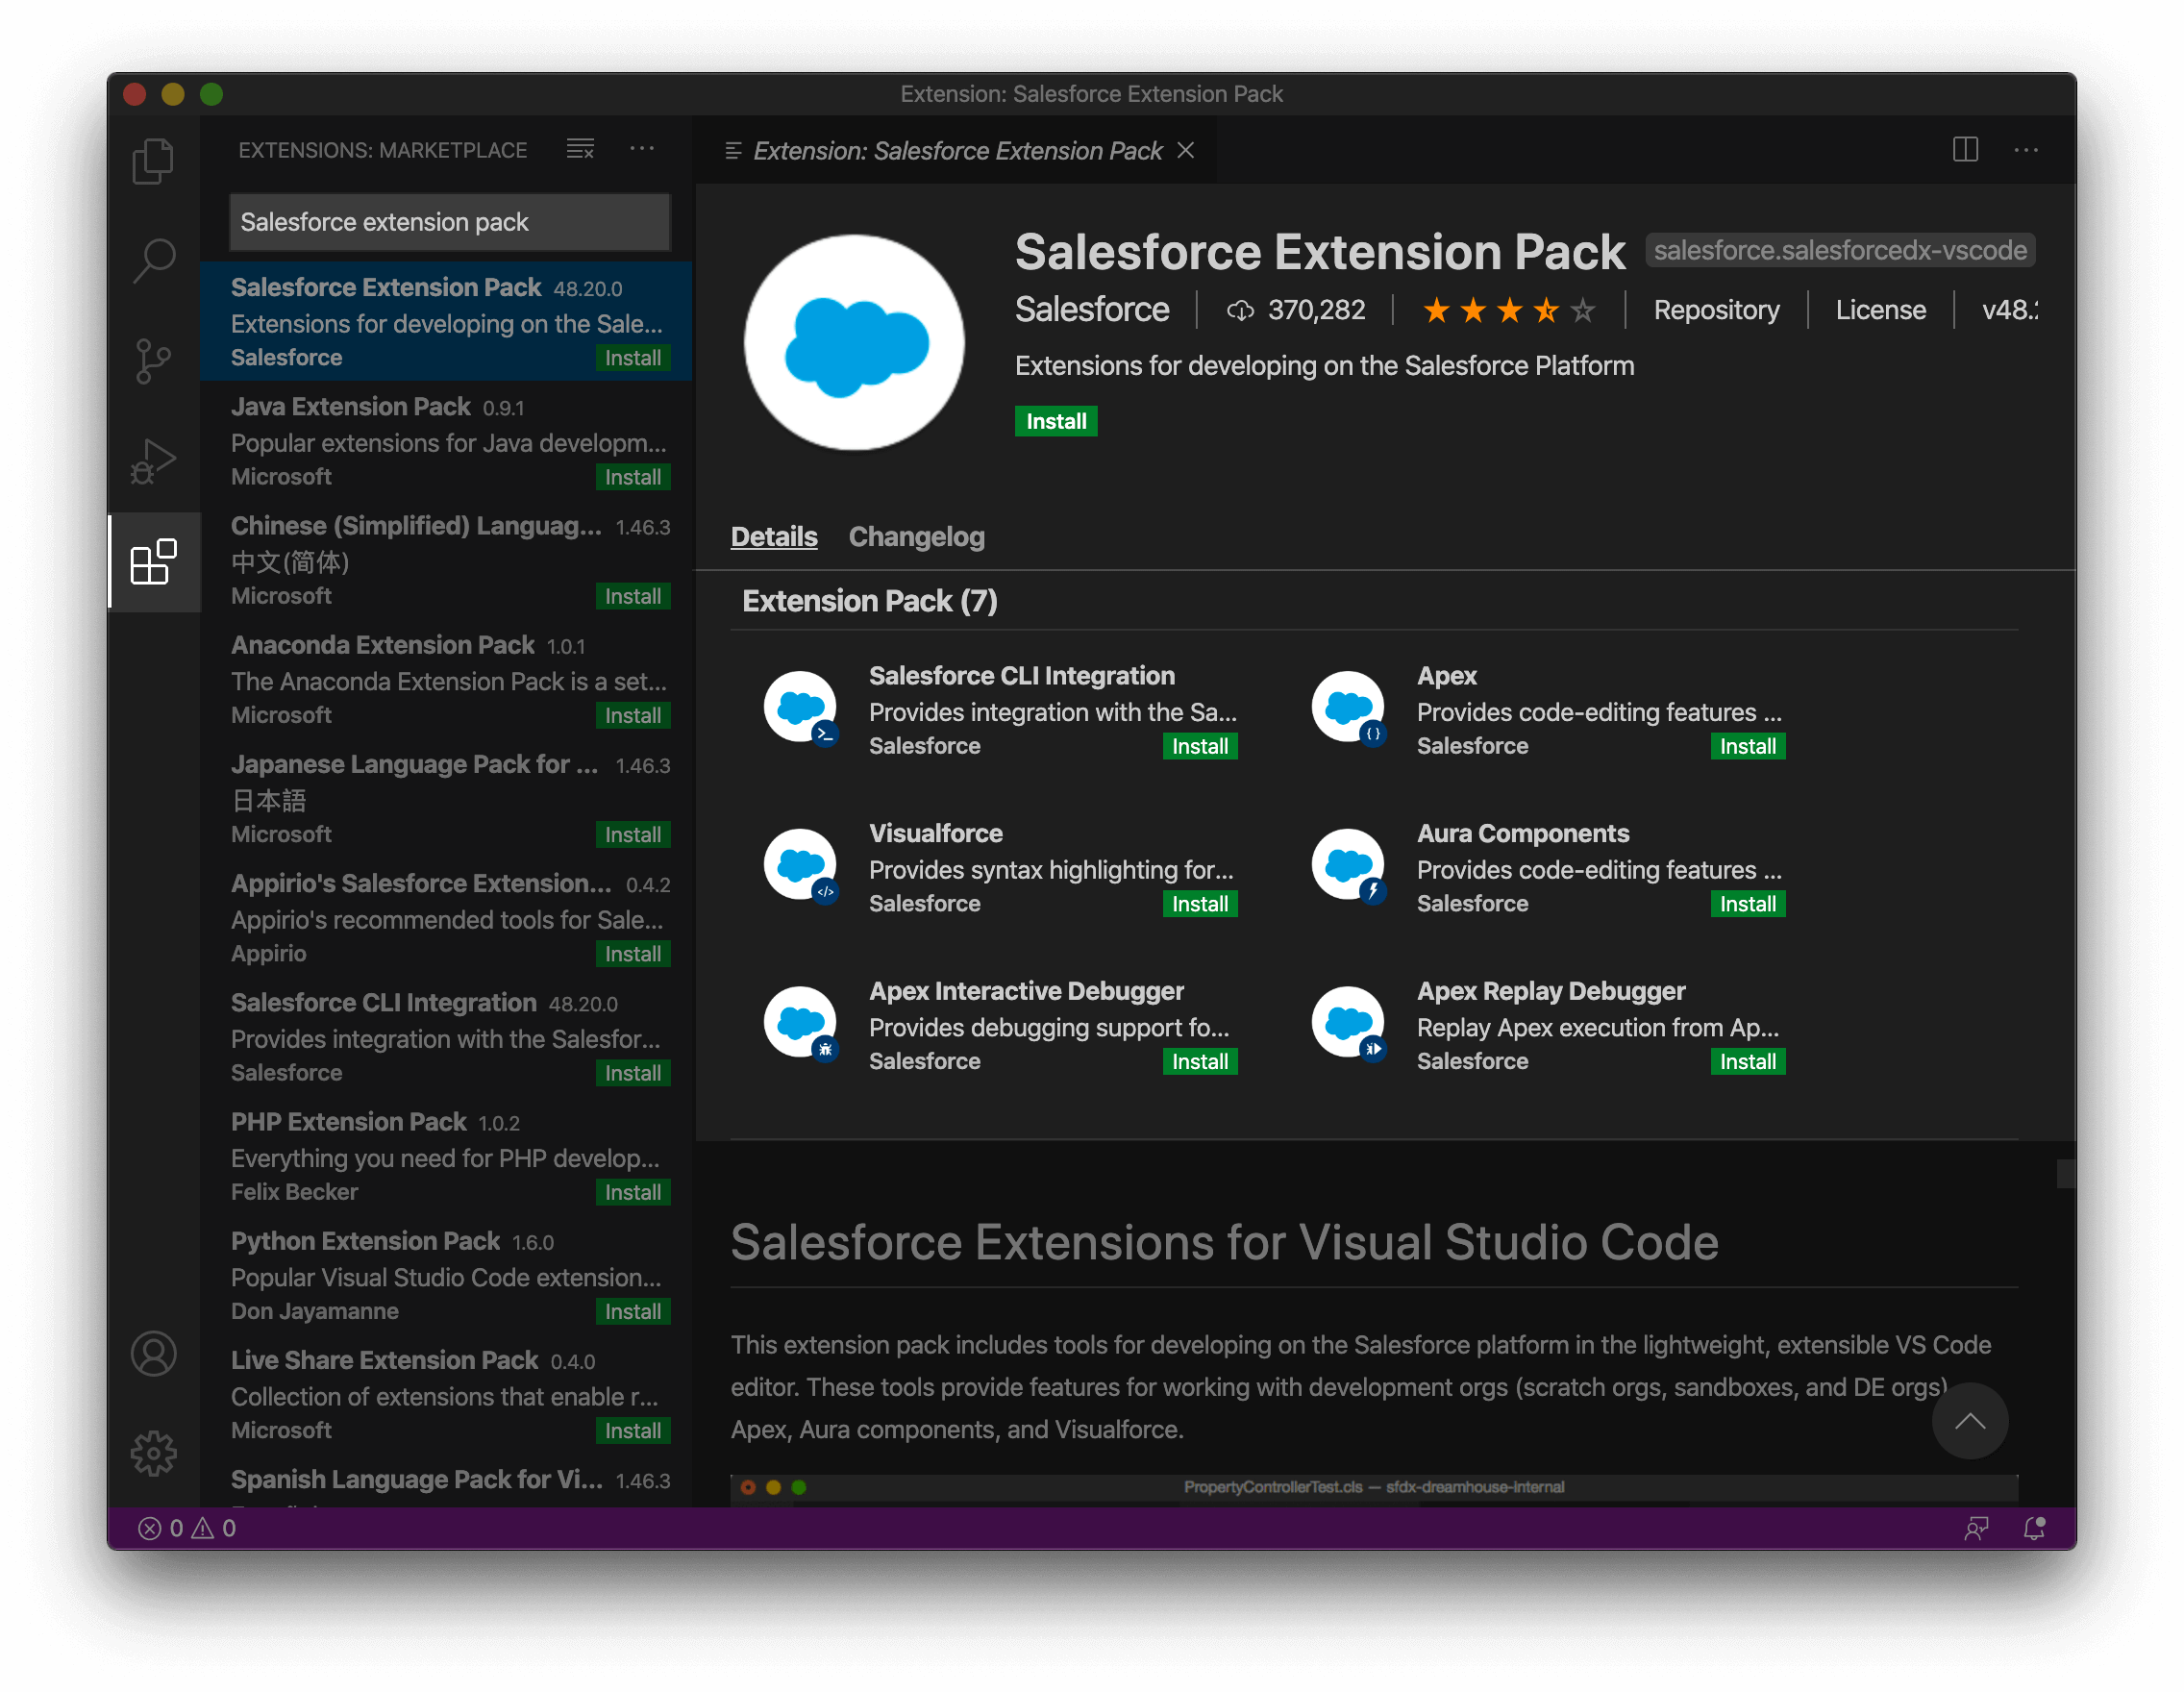 Extension: Salesforce Extension Pack
EXTENSIONS: MARKETPLACE
Salesforce extension pack
Salesforce Extension Pack 48.20.0
Extensions for developing on the Sale...
Salesforce Install
Java Extension Pack 0.9.1
Popular extensions for Java developm...
Microsoft Install
Chinese (Simplified) Languag... 1.46.3
中文(简体)
Microsoft Install
Anaconda Extension Pack 1.0.1
The Anaconda Extension Pack is a set...
Microsoft Install
Japanese Language Pack for ... 1.46.3
日本語
Microsoft Install
Appirio's Salesforce Extension... 0.4.2
Appirio's recommended tools for Sale...
Appirio Install
Salesforce CLI Integration 48.20.0
Provides integration with the Salesfor...
Salesforce Install
PHP Extension Pack 1.0.2
Everything you need for PHP develop...
Felix Becker Install
Python Extension Pack 1.6.0
Popular Visual Studio Code extension...
Don Jayamanne Install
Live Share Extension Pack 0.4.0
Collection of extensions that enable r...
Microsoft Install
Spanish Language Pack for Vi... 1.46.3
Extension: Salesforce Extension Pack
Salesforce Extension Pack salesforce.salesforcedx-vscode
Salesforce 370,282 Repository License v48.
Extensions for developing on the Salesforce Platform
Install
Details Changelog
Extension Pack (7)
Salesforce CLI Integration
Provides integration with the Sa...
Salesforce Install
Apex
Provides code-editing features ...
Salesforce Install
Visualforce
Provides syntax highlighting for...
Salesforce Install
Aura Components
Provides code-editing features ...
Salesforce Install
Apex Interactive Debugger
Provides debugging support fo...
Salesforce Install
Apex Replay Debugger
Replay Apex execution from Ap...
Salesforce Install
Salesforce Extensions for Visual Studio Code
This extension pack includes tools for developing on the Salesforce platform in the lightweight, extensible VS Code
editor. These tools provide features for working with development orgs (scratch orgs, sandboxes, and DE orgs)
Apex, Aura components, and Visualforce.
PropertyControllerTest.cls — sfdx-dreamhouse-internal
0 0